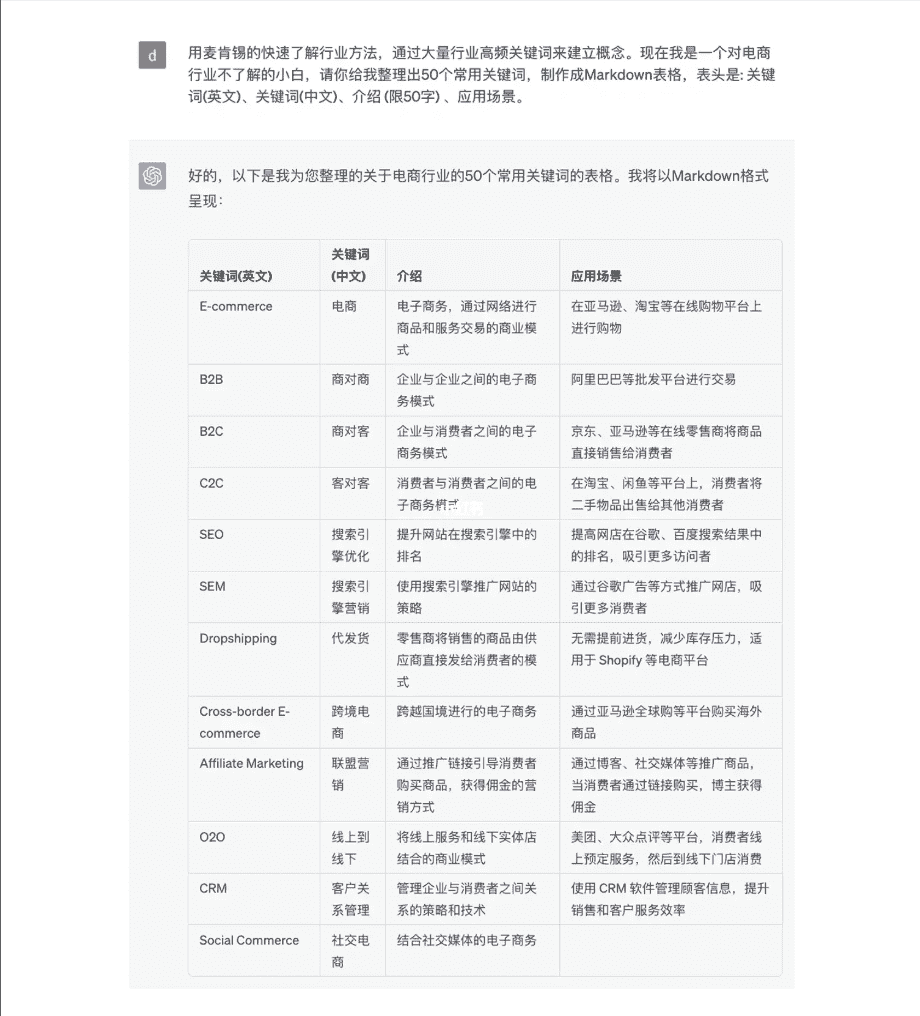 d
用麦肯锡的快速了解行业方法，通过大量行业高频关键词来建立概念。现在我是一个对电商
行业不了解的小白，请你给我整理出50个常用关键词，制作成Markdown表格，表头是: 关键
词(英文)、关键词(中文)、介绍 (限50字) 、应用场景。
好的，以下是我为您整理的关于电商行业的50个常用关键词的表格。我将以Markdown格式
呈现：
关键词(英文)
关键词
(中文)
介绍
应用场景
E-commerce
电商
电子商务，通过网络进行
商品和服务交易的商业模
式
在亚马逊、淘宝等在线购物平台上
进行购物
B2B
商对商
企业与企业之间的电子商
务模式
阿里巴巴等批发平台进行交易
B2C
商对客
企业与消费者之间的电子
商务模式
京东、亚马逊等在线零售商将商品
直接销售给消费者
C2C
客对客
消费者与消费者之间的电
子商务模式
在淘宝、闲鱼等平台上，消费者将
二手物品出售给其他消费者
SEO
搜索引
擎优化
提升网站在搜索引擎中的
排名
提高网店在谷歌、百度搜索结果中
的排名，吸引更多访问者
SEM
搜索引
擎营销
使用搜索引擎推广网站的
策略
通过谷歌广告等方式推广网店，吸
引更多消费者
Dropshipping
代发货
零售商将销售的商品由供
应商直接发给消费者的模
式
无需提前进货，减少库存压力，适
用于 Shopify 等电商平台
Cross-border E-
commerce
跨境电
商
跨越国境进行的电子商务
通过亚马逊全球购等平台购买海外
商品
Affiliate Marketing
联盟营
销
通过推广链接引导消费者
购买商品，获得佣金的营
销方式
通过博客、社交媒体等推广商品，
当消费者通过链接购买，博主获得
佣金
O2O
线上到
线下
将线上服务和线下实体店
结合的商业模式
美团、大众点评等平台，消费者线
上预定服务，然后到线下门店消费
CRM
客户关
系管理
管理企业与消费者之间关
系的策略和技术
使用 CRM 软件管理顾客信息，提升
销售和客户服务效率
Social Commerce
社交电
商
结合社交媒体的电子商务